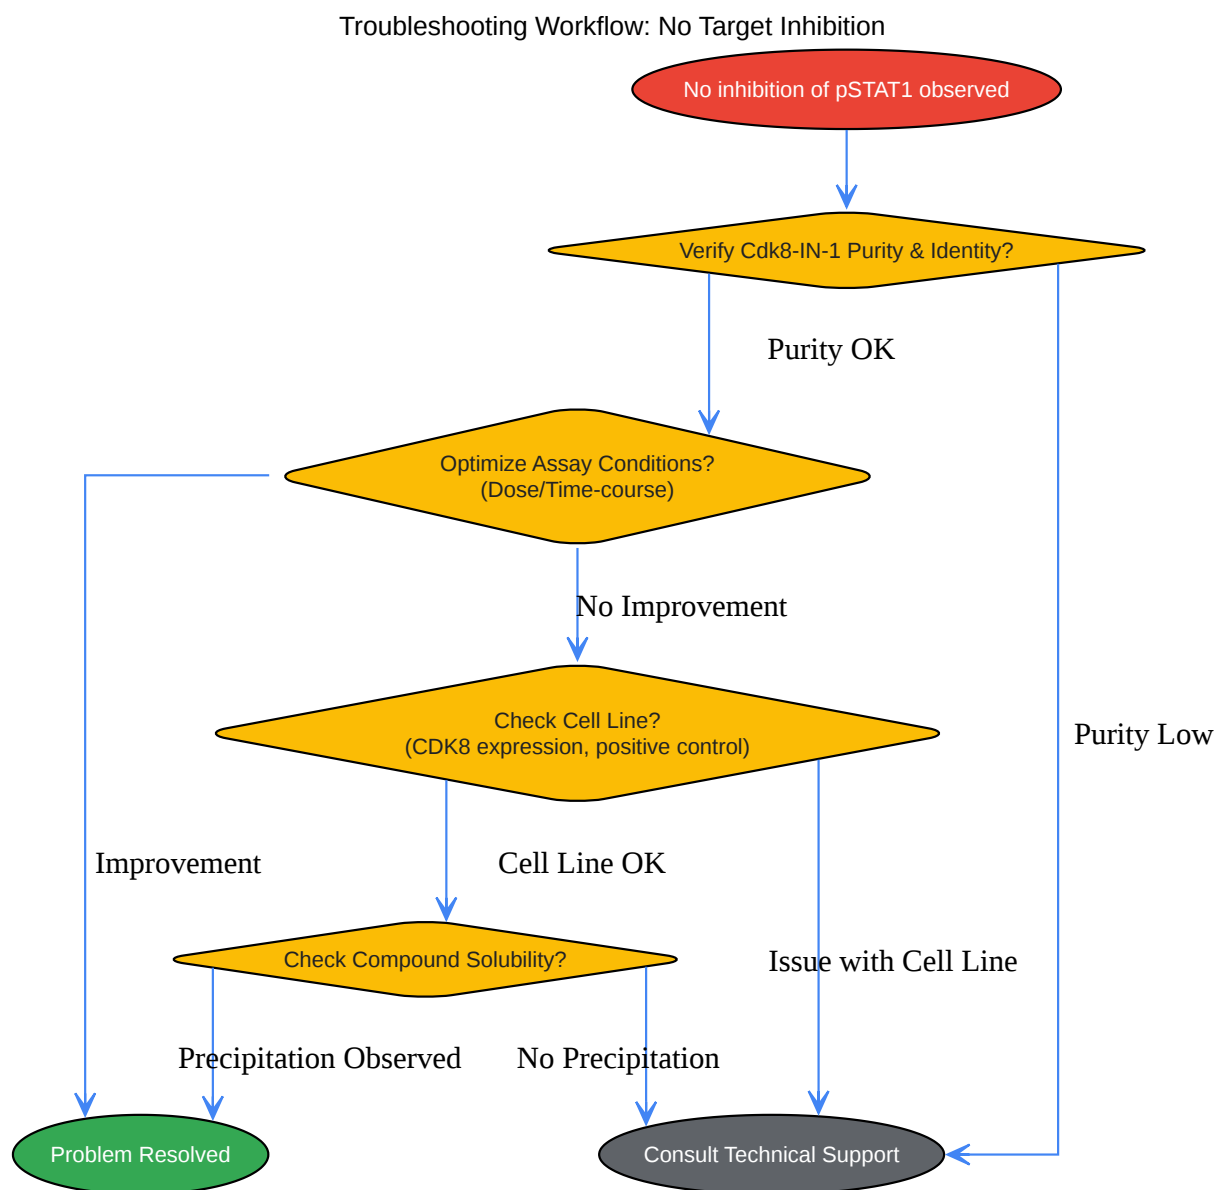 Troubleshooting Workflow: No Target Inhibition
No inhibition of pSTAT1 observed
Verify Cdk8-IN-1 Purity & Identity?
Purity OK
Optimize Assay Conditions?
(Dose/Time-course)
No Improvement
Check Cell Line?
(CDK8 expression, positive control)
Purity Low
Improvement
Cell Line OK
Check Compound Solubility?
Issue with Cell Line
Precipitation Observed
No Precipitation
Problem Resolved
Consult Technical Support